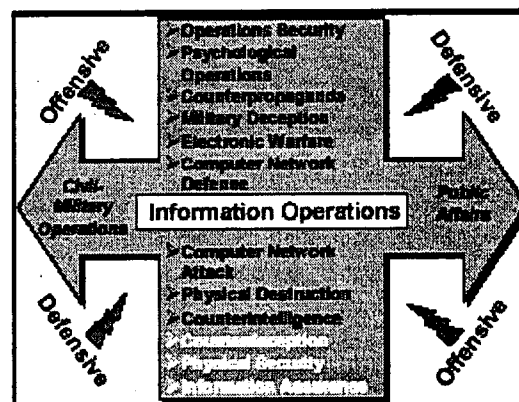 Offensive
Defensive
➢Operations Security
➢Psychological
Operations
➢Counterpropaganda
➢Military Deception
➢Electronic Warfare
➢Computer Network
Defense
Civil-
Military
Operations
Information Operations
Public
Affairs
➢Computer Network
Attack
➢Physical Destruction
➢Counterintelligence
➢Counterdeception
➢Physical Security
➢Information Assurance
Defensive
Offensive